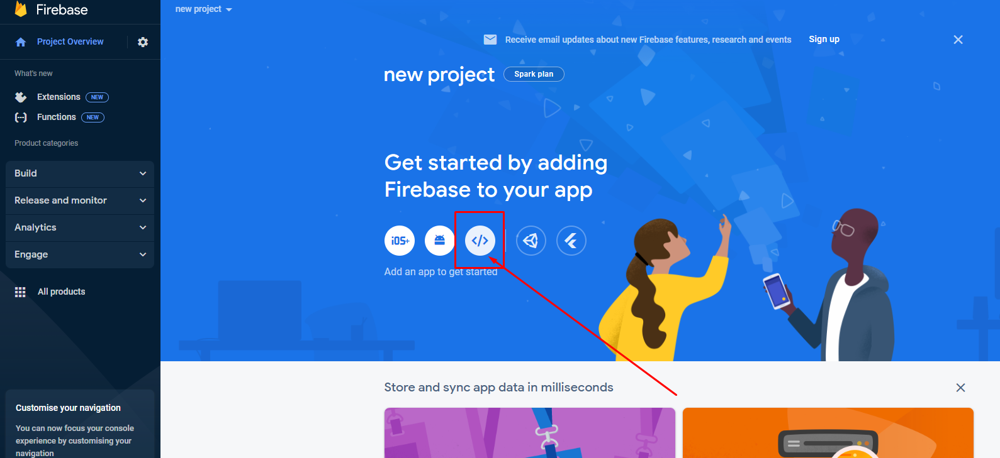 Firebase
new project
Project Overview
Receive email updates about new Firebase features, research and events
Sign up
What's new
Extensions NEW
Functions NEW
Product categories
Build
Release and monitor
Analytics
Engage
All products
Customise your navigation
You can now focus your console
experience by customising your
navigation
new project Spark plan
Get started by adding
Firebase to your app
iOS+
</>
Add an app to get started
Store and sync app data in milliseconds